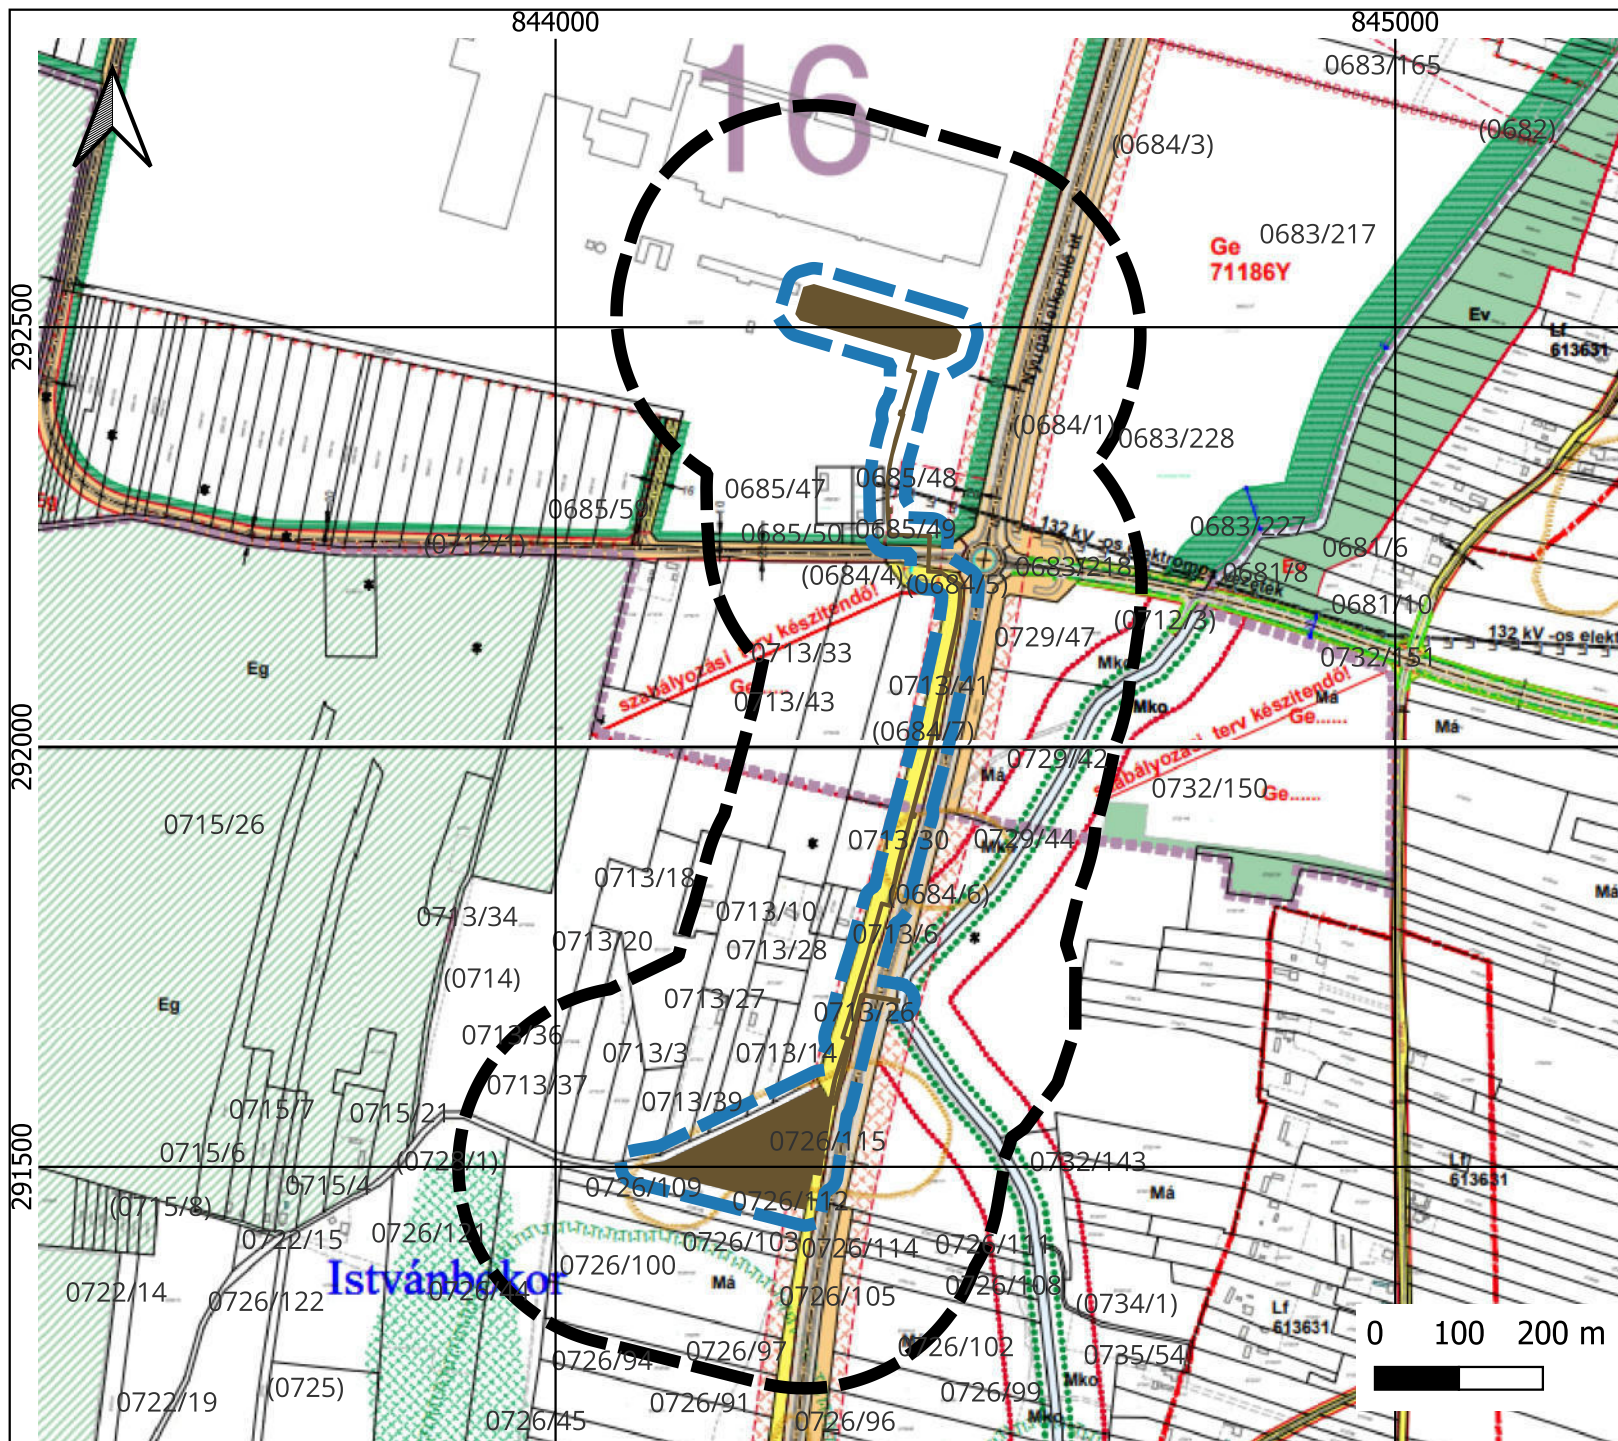 844000
845000
16
0683/165
(0682)
(0684/3)
0683/217
Ge
71186Y
Nyugati elkerülő út
292500
Ev
Lf
613631
(0684/1)
0683/228
0685/48
0685/47
0685/50
0685/49
132 kV -os elektromos vezeték
0683/227
0681/6
(0712/1)
(0684/4)
(0684/5)
0683/218
0681/8
0681/10
(0712/3)
132 kV -os elekt
szabályozási terv készítendő!
Ge......
0713/33
0729/47
Mko
0732/151
Eg
0713/43
0713/41
Mko
szabályozási terv készítendő!
Má
Ge......
Má
(0684/7)
292000
0729/42
Má
0732/150
Ge......
0715/26
0713/30
0729/44
Mko
0713/18
(0684/6)
Má
0713/34
0713/10
0713/20
0713/28
0713/6
(0714)
Eg
0713/27
0713/26
0713/36
0713/3
0713/14
0713/37
0715/7
0715/21
0713/39
0726/115
291500
0715/6
(0728/1)
0732/143
Lf
613631
0715/4
0726/109
0726/112
Má
(0715/8)
0722/15
0726/121
0726/103
0726/114
0726/111
Istvánbokor
0726/100
Má
0726/108
0722/14
0726/122
0726/44
0726/105
(0734/1)
Lf
613631
0726/94
0726/97
0726/102
0735/54
0 100 200 m
(0725)
0722/19
0726/91
0726/99
Mko
0726/45
0726/96
Mko